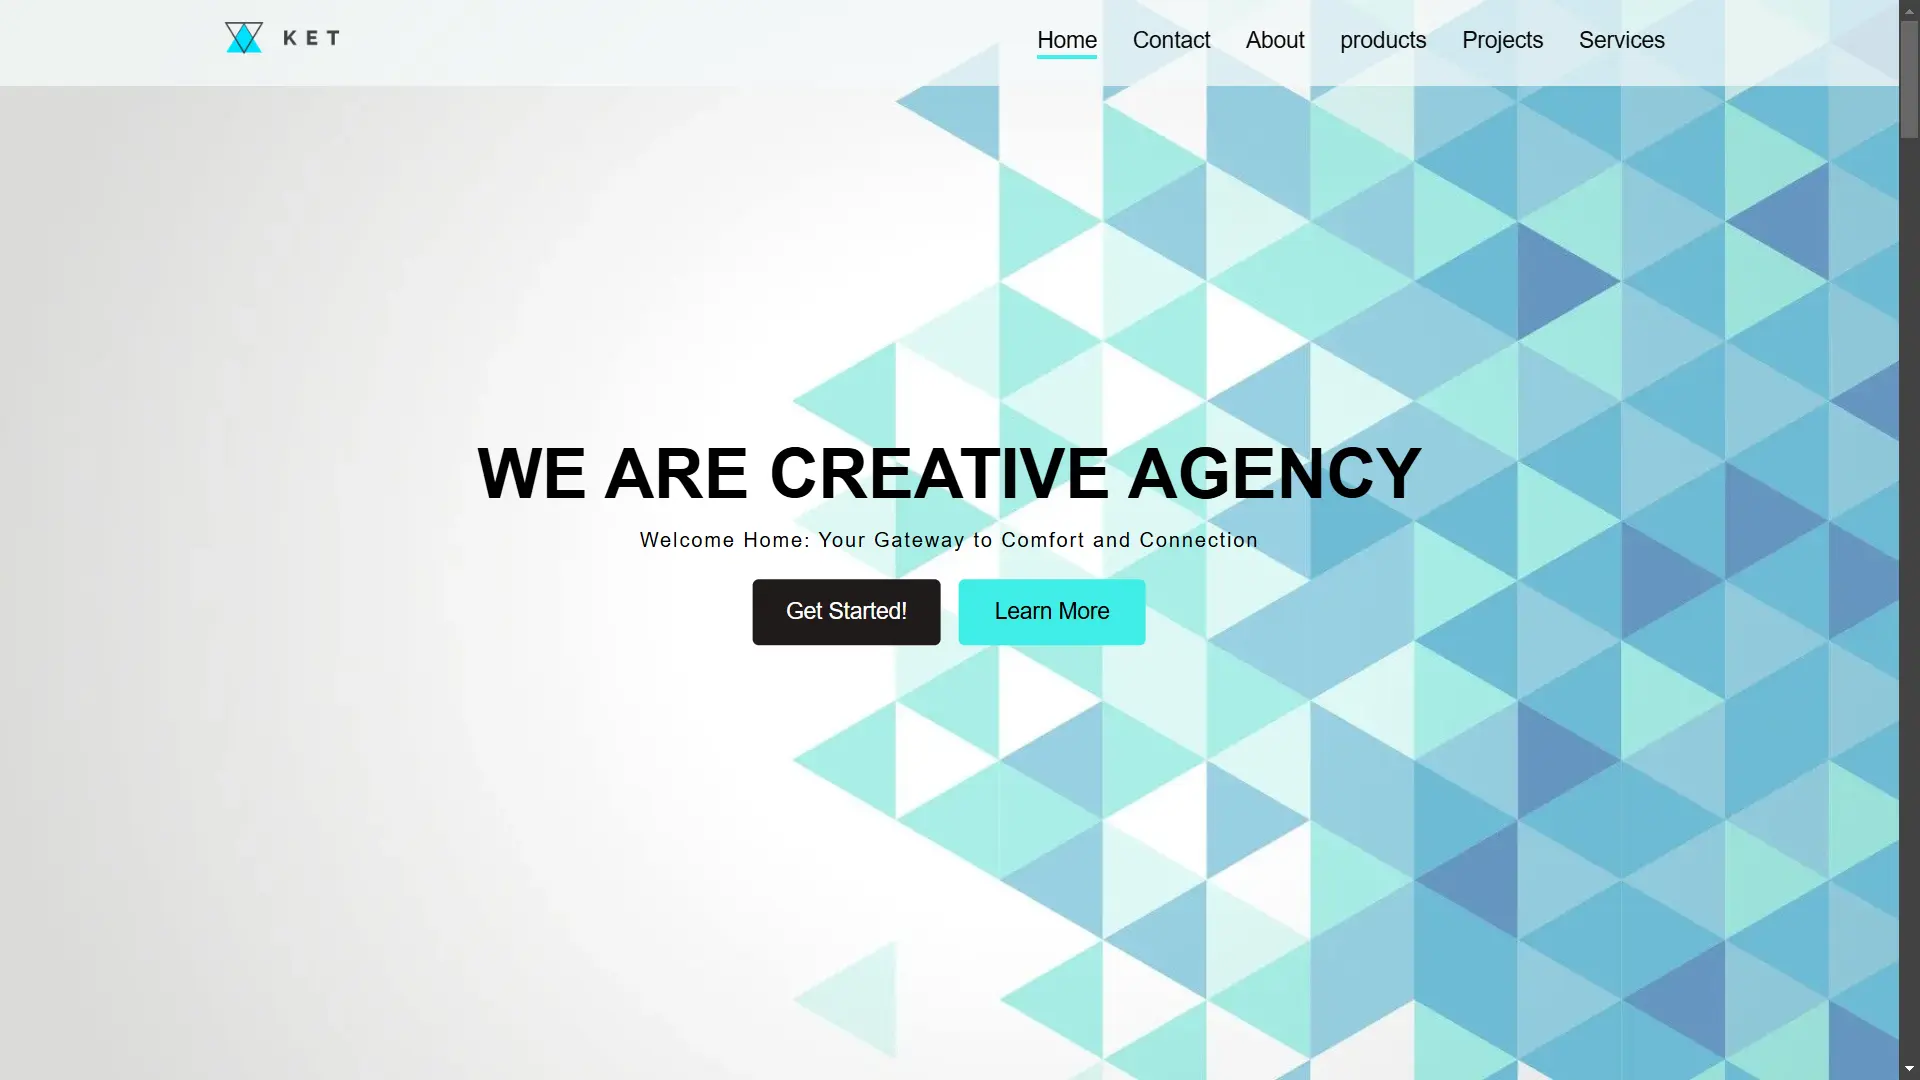 KET
Home Contact About products Projects Services
WE ARE CREATIVE AGENCY
Welcome Home: Your Gateway to Comfort and Connection
Get Started! Learn More